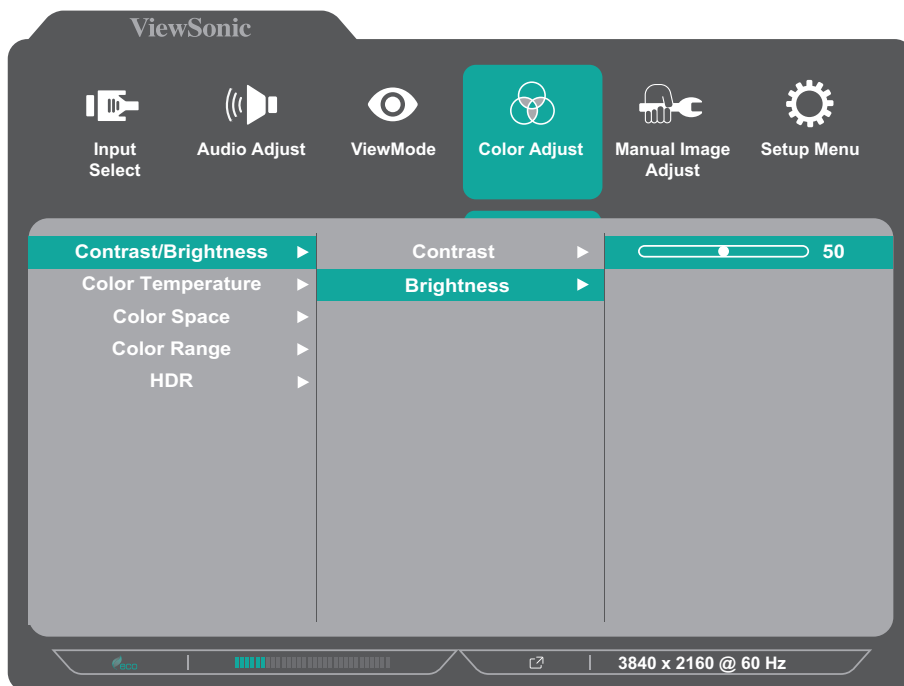 ViewSonic
Input
Select
Audio Adjust
ViewMode
Color Adjust
Manual Image
Adjust
Setup Menu
Contrast/Brightness
Contrast
50
Color Temperature
Brightness
Color Space
Color Range
HDR
eco
3840 x 2160 @ 60 Hz